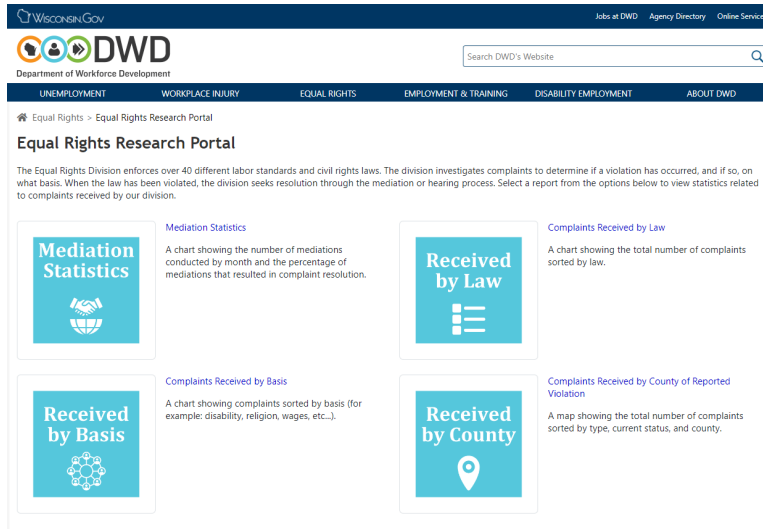 WISCONSIN.GOV
Jobs at DWD Agency Directory Online Service
DWD
Department of Workforce Development
Search DWD's Website
UNEMPLOYMENT WORKPLACE INJURY EQUAL RIGHTS EMPLOYMENT & TRAINING DISABILITY EMPLOYMENT ABOUT DWD
Equal Rights > Equal Rights Research Portal
Equal Rights Research Portal
The Equal Rights Division enforces over 40 different labor standards and civil rights laws. The division investigates complaints to determine if a violation has occurred, and if so, on
what basis. When the law has been violated, the division seeks resolution through the mediation or hearing process. Select a report from the options below to view statistics related
to complaints received by our division.
Mediation
Statistics
Mediation Statistics
A chart showing the number of mediations
conducted by month and the percentage of
mediations that resulted in complaint resolution.
Received
by Law
Complaints Received by Law
A chart showing the total number of complaints
sorted by law.
Received
by Basis
Complaints Received by Basis
A chart showing complaints sorted by basis (for
example: disability, religion, wages, etc...).
Received
by County
Complaints Received by County of Reported
Violation
A map showing the total number of complaints
sorted by type, current status, and county.